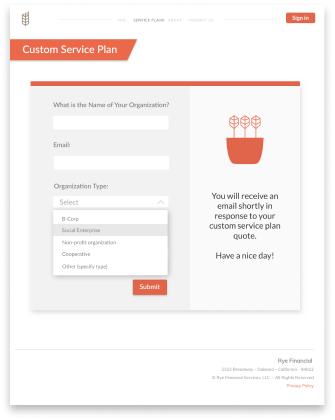 SERVICE PLANS ABOUT CONTACT US
Sign in
Custom Service Plan
What is the Name of Your Organization?
Email:
Organization Type:
Select
B-Corp
Social Enterprise
Non-profit organization
Cooperative
Other (specify type)
Submit
You will receive an
email shortly in
response to your
custom service plan
quote.
Have a nice day!
Rye Financial
Broadway - Oakland - California - 94612
© Rye Financial Services, LLC. - All Rights Reserved
Privacy Policy